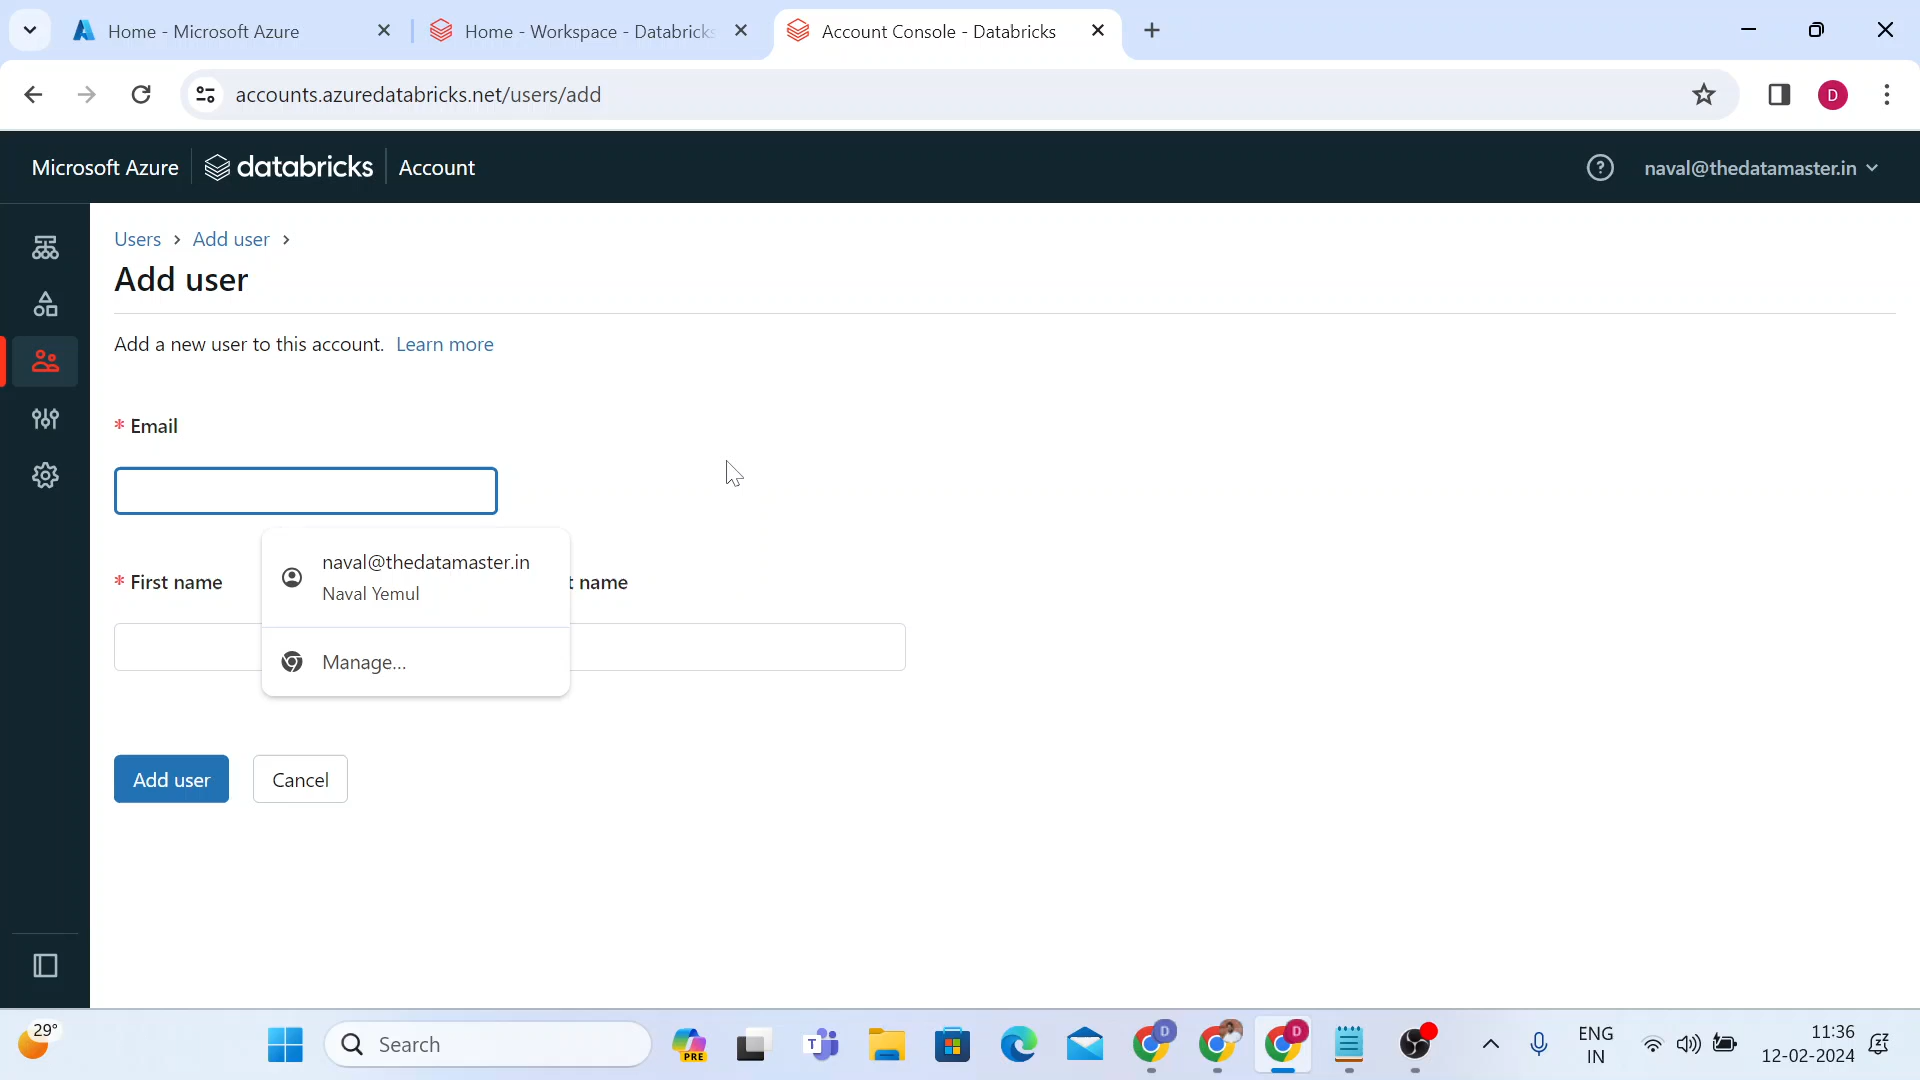 Home - Microsoft Azure
Home - Workspace - Databricks
Account Console - Databricks
accounts.azuredatabricks.net/users/add
D
Microsoft Azure
databricks
Account
?
naval@thedatamaster.in
Users > Add user >
Add user
Add a new user to this account. Learn more
* Email
naval@thedatamaster.in
Naval Yemul
* First name
t name
Manage...
Add user
Cancel
29°
Search
PRE
T
D
D
ENG
IN
11:36
12-02-2024